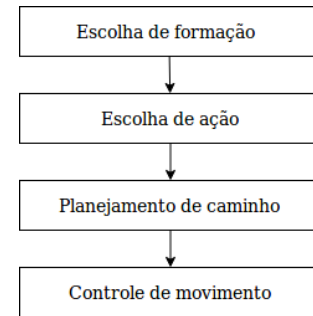 Escolha de formação
Escolha de ação
Planejamento de caminho
Controle de movimento